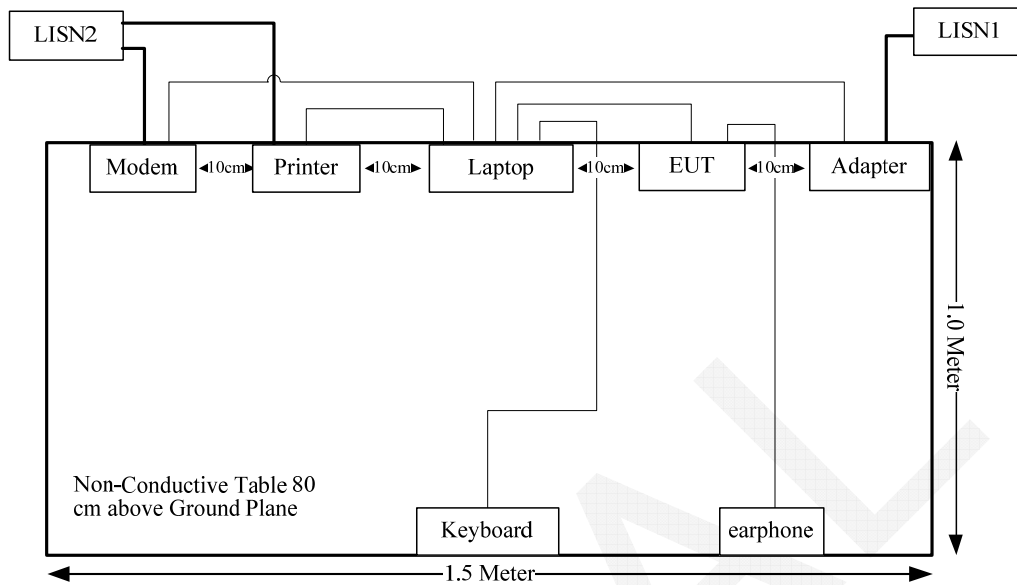 LISN2
LISN1
Modem
10cm
Printer
10cm
Laptop
10cm
EUT
10cm
Adapter
1.0 Meter
Non-Conductive Table 80
cm above Ground Plane
Keyboard
earphone
1.5 Meter